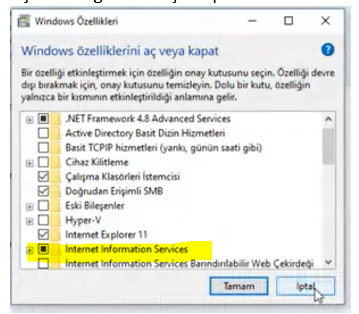 Windows Özellikleri
Windows özelliklerini aç veya kapat
Bir özelliği etkinleştirmek için özelliğin onay kutusunu seçin. Özelliği devre
dışı bırakmak için, onay kutusunu temizleyin. Dolu bir kutu, özelliğin
yalnızca bir kısmının etkinleştirildiği anlamına gelir.
.NET Framework 4.8 Advanced Services
Active Directory Basit Dizin Hizmetleri
Basit TCPIP hizmetleri (yankı, günün saati gibi)
Cihaz Kilitleme
Çalışma Klasörleri İstemcisi
Doğrudan Erişimli SMB
Eski Bileşenler
Hyper-V
Internet Explorer 11
Internet Information Services
Internet Information Services Barındırılabilir Web Çekirdeği
Tamam
İptal